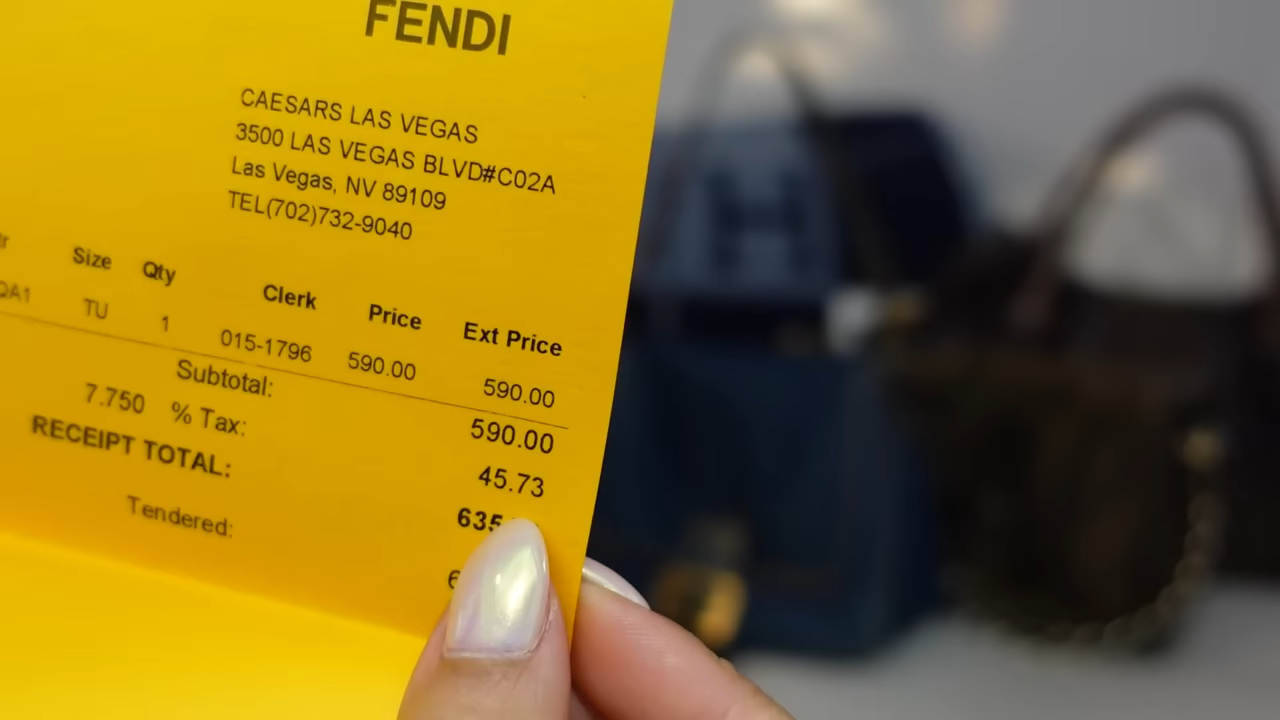 FENDI
CAESARS LAS VEGAS
3500 LAS VEGAS BLVD#C02A
Las Vegas, NV 89109
TEL(702)732-9040
Size Qty Clerk Price Ext Price
QA1 TU 1 015-1796 590.00 590.00
Subtotal: 590.00
7.750 % Tax: 45.73
RECEIPT TOTAL: 635
Tendered: